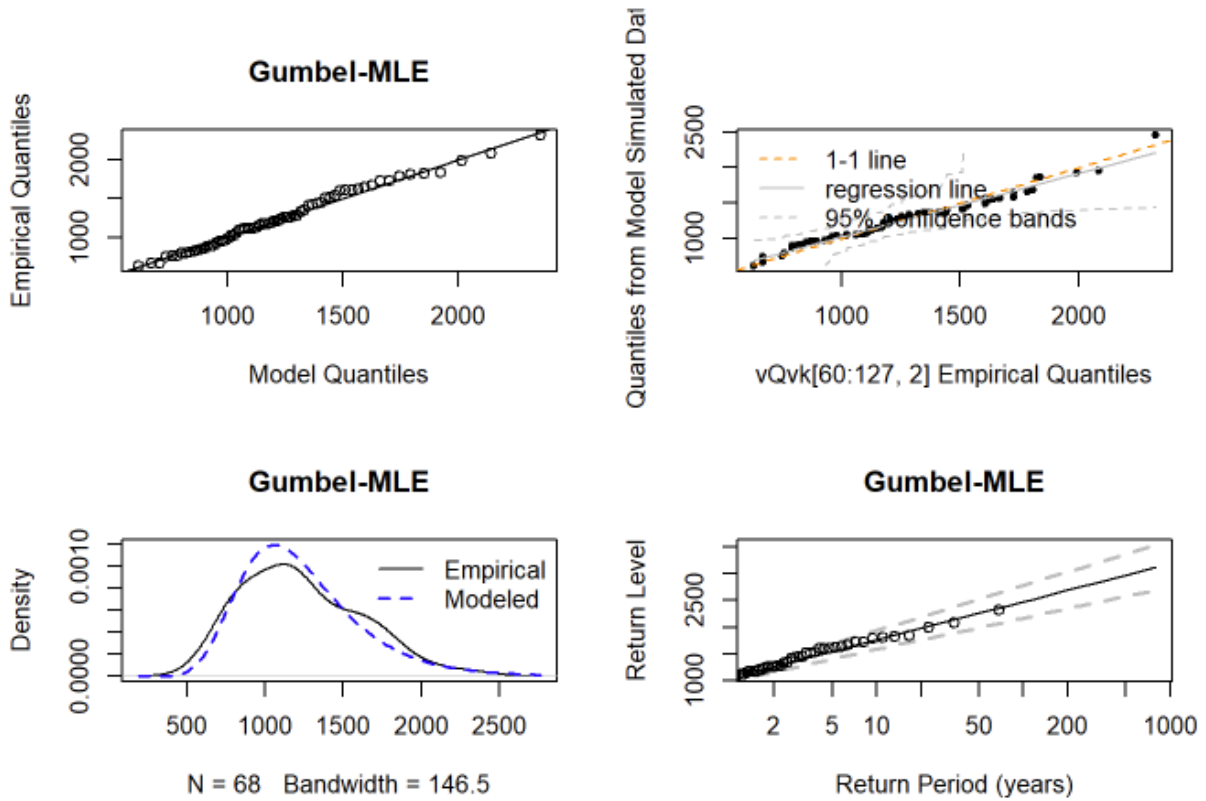 Gumbel-MLE
Empirical Quantiles
1000 2000
1000 1500 2000
Model Quantiles
Quantiles from Model Simulated Dat
1000 2500
1-1 line
regression line
95% confidence bands
1000 1500 2000
vQvk[60:127, 2] Empirical Quantiles
Gumbel-MLE
Density
0.0000 0.0010
Empirical
Modeled
500 1000 1500 2000 2500
N = 68 Bandwidth = 146.5
Gumbel-MLE
Return Level
1000 2500
2 5 10 50 200 1000
Return Period (years)